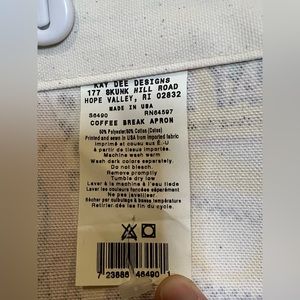 KAY DEE DESIGNS
177 SKUNK HILL ROAD
HOPE VALLEY, RI 02832
MADE IN USA
S6490 RN64597
COFFEE BREAK APRON
50% Polyester/50% Cotton (Coton)
Printed and sewn in USA from imported fabric
Imprimé et cousu aux É.-U.
à partir de tissus importés.
Machine wash warm
Wash dark colors separately.
Do not bleach.
Remove promptly
Tumble dry low
Laver à la machine à l'eau tiède
Laver les couleurs foncées séparément
Ne pas javelliser.
Sécher par culbutage à basse température
Retirer dès la fin du cycle.
7 23888 46490 1